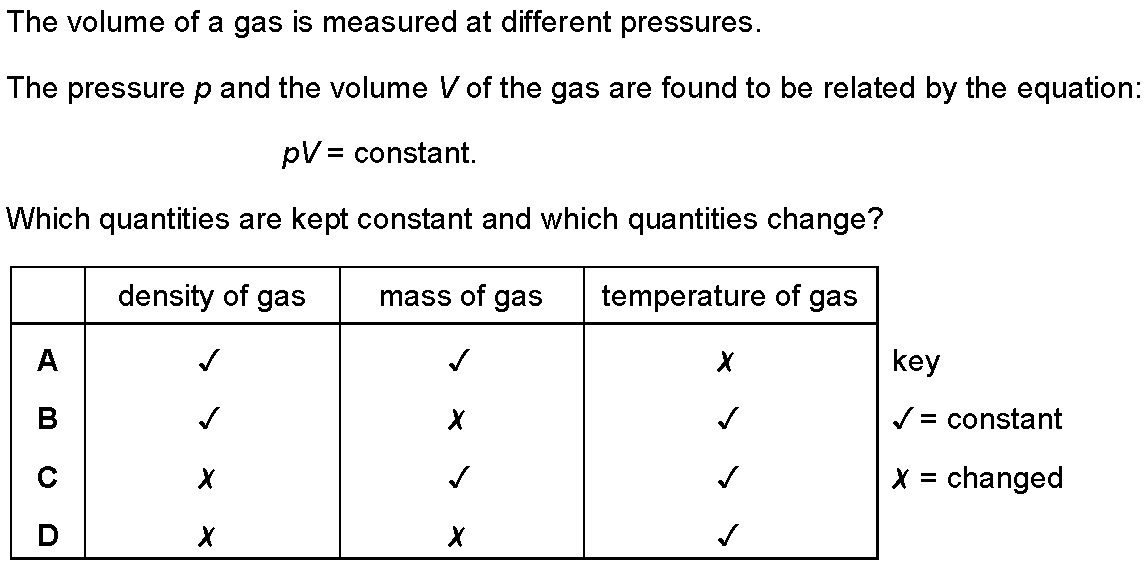 The volume of a gas is measured at different pressures.
The pressure p and the volume V of the gas are found to be related by the equation:
pV = constant.
Which quantities are kept constant and which quantities change?
density of gas mass of gas temperature of gas
A ✓ ✓ ✗ key
B ✓ ✗ ✓ ✓ = constant
C ✗ ✓ ✓ ✗ = changed
D ✗ ✗ ✓